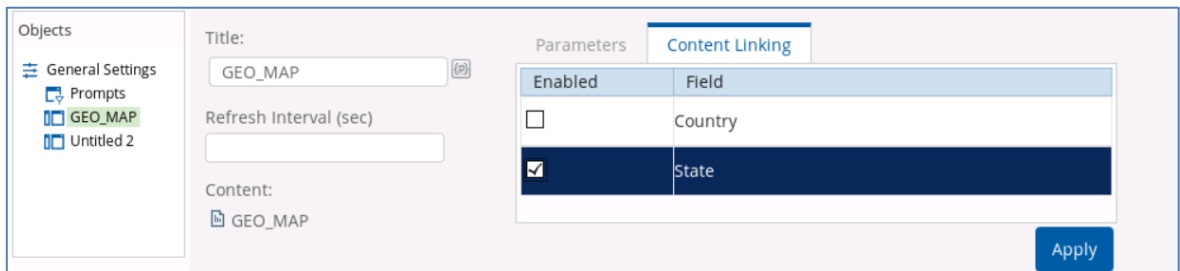 Objects
General Settings
Prompts
GEO_MAP
Untitled 2
Title:
GEO_MAP
{p}
Refresh Interval (sec)
Content:
GEO_MAP
Parameters
Content Linking
Enabled
Field
Country
State
Apply